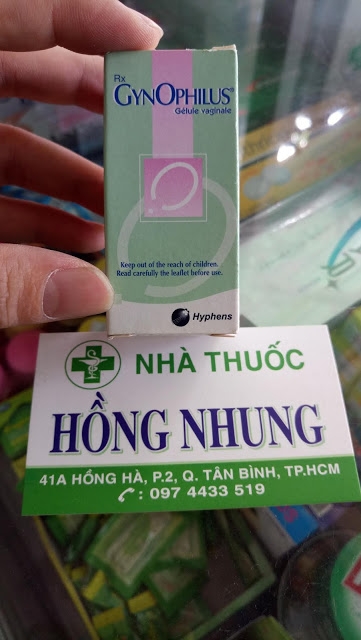 Rx
GYNOPHILUS®
Gélule vaginale
Keep out of the reach of children.
Read carefully the leaflet before use.
Hyphens
NHÀ THUỐC
HỒNG NHUNG
41A HỒNG HÀ, P.2, Q. TÂN BÌNH, TP.HCM
: 097 4433 519